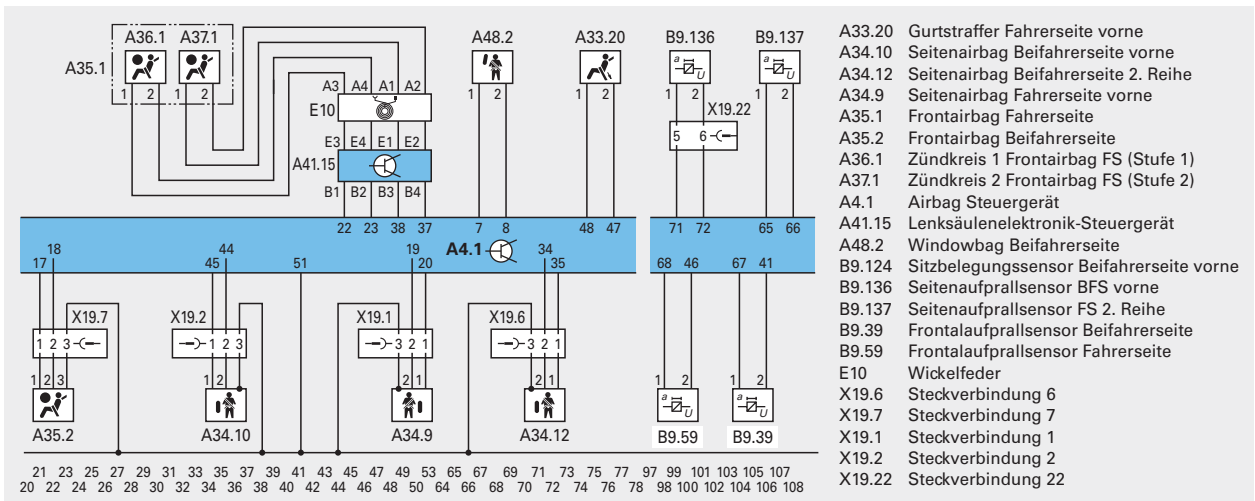 A36.1 A37.1 A48.2 A33.20 B9.136 B9.137
A35.1
1 2 1 2 1 2 1 2 1 2 1 2
A3 A4 A1 A2
E10
X19.22
5 6
E3 E4 E1 E2
A41.15
B1 B2 B3 B4
22 23 38 37 7 8 48 47 71 72 65 66
A4.1
18 44 19 34
17 45 51 20 35 68 46 67 41
X19.7 X19.2 X19.1 X19.6
1 2 3 1 2 3 3 2 1 3 2 1
1 2 3 1 2 2 1 2 1 1 2 1 2
a U a U a U a U
A35.2 A34.10 A34.9 A34.12 B9.59 B9.39
21 23 25 27 29 31 33 35 37 39 41 43 45 47 49 53 65 67 69 71 73 75 77 97 99 101 103 105 107
20 22 24 26 28 30 32 34 36 38 40 42 44 46 48 50 64 66 68 70 72 74 76 78 98 100 102 104 106 108
A33.20 Gurtstraffer Fahrerseite vorne
A34.10 Seitenairbag Beifahrerseite vorne
A34.12 Seitenairbag Beifahrerseite 2. Reihe
A34.9 Seitenairbag Fahrerseite vorne
A35.1 Frontairbag Fahrerseite
A35.2 Frontairbag Beifahrerseite
A36.1 Zündkreis 1 Frontairbag FS (Stufe 1)
A37.1 Zündkreis 2 Frontairbag FS (Stufe 2)
A4.1 Airbag Steuergerät
A41.15 Lenksäulenelektronik-Steuergerät
A48.2 Windowbag Beifahrerseite
B9.124 Sitzbelegungssensor Beifahrerseite vorne
B9.136 Seitenaufprallsensor BFS vorne
B9.137 Seitenaufprallsensor FS 2. Reihe
B9.39 Frontalaufprallsensor Beifahrerseite
B9.59 Frontalaufprallsensor Fahrerseite
E10 Wickelfeder
X19.6 Steckverbindung 6
X19.7 Steckverbindung 7
X19.1 Steckverbindung 1
X19.2 Steckverbindung 2
X19.22 Steckverbindung 22